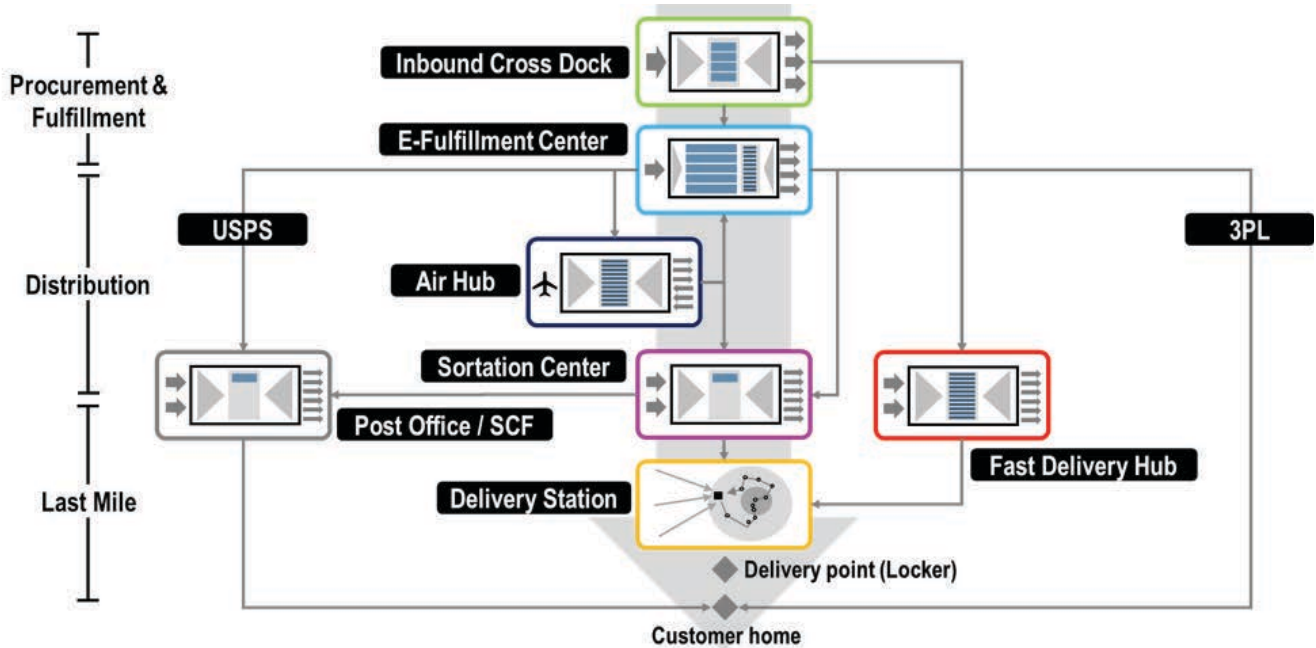 Inbound Cross Dock
Procurement &
Fulfillment
E-Fulfillment Center
USPS
3PL
Air Hub
Distribution
Sortation Center
Post Office / SCF
Fast Delivery Hub
Last Mile
Delivery Station
Delivery point (Locker)
Customer home